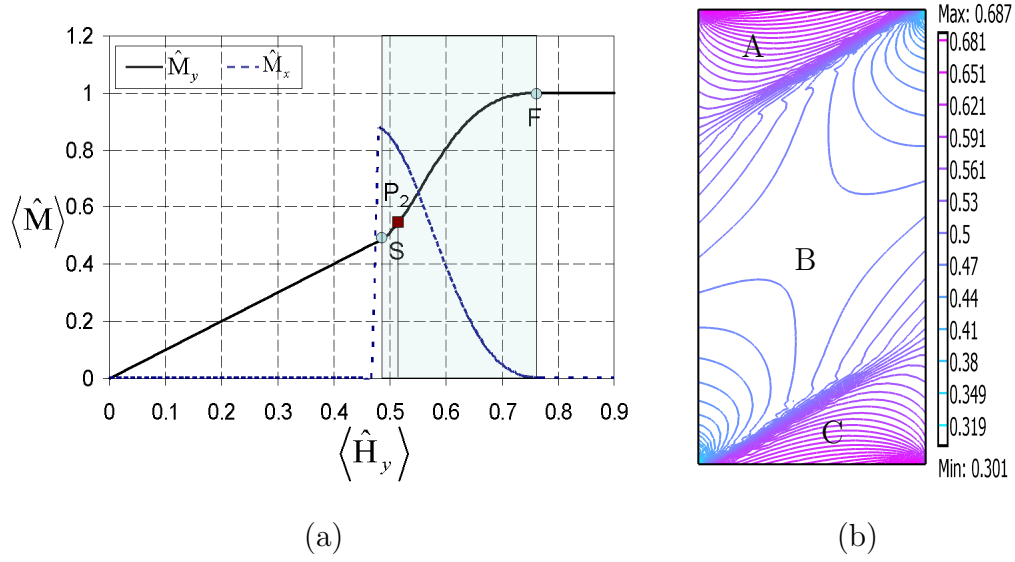 1.2
1
0.8
0.6
0.4
0.2
0
M̂y M̂x
⟨M̂⟩
P2
S
F
0 0.1 0.2 0.3 0.4 0.5 0.6 0.7 0.8 0.9
⟨Ĥy⟩
(a)
A
B
C
Max: 0.687
0.681
0.651
0.621
0.591
0.561
0.53
0.5
0.47
0.44
0.41
0.38
0.349
0.319
Min: 0.301
(b)